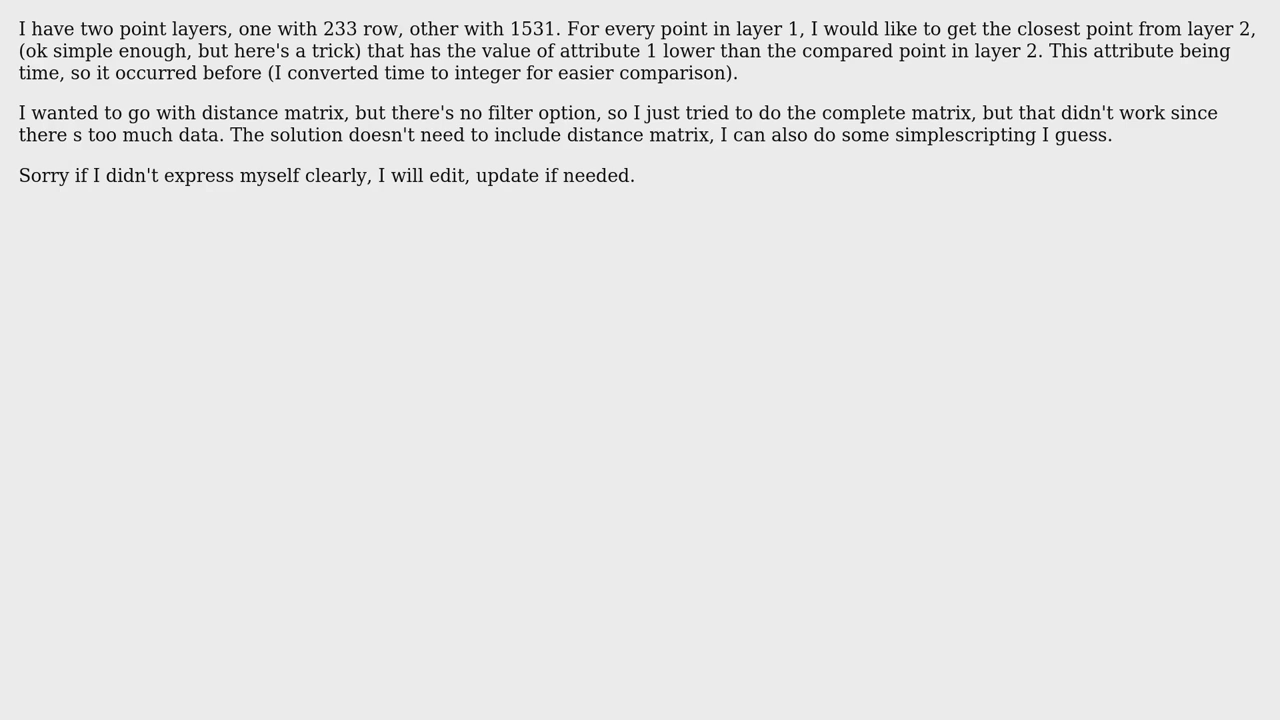 I have two point layers, one with 233 row, other with 1531. For every point in layer 1, I would like to get the closest point from layer 2,
(ok simple enough, but here's a trick) that has the value of attribute 1 lower than the compared point in layer 2. This attribute being
time, so it occurred before (I converted time to integer for easier comparison).
I wanted to go with distance matrix, but there's no filter option, so I just tried to do the complete matrix, but that didn't work since
there s too much data. The solution doesn't need to include distance matrix, I can also do some simplescripting I guess.
Sorry if I didn't express myself clearly, I will edit, update if needed.